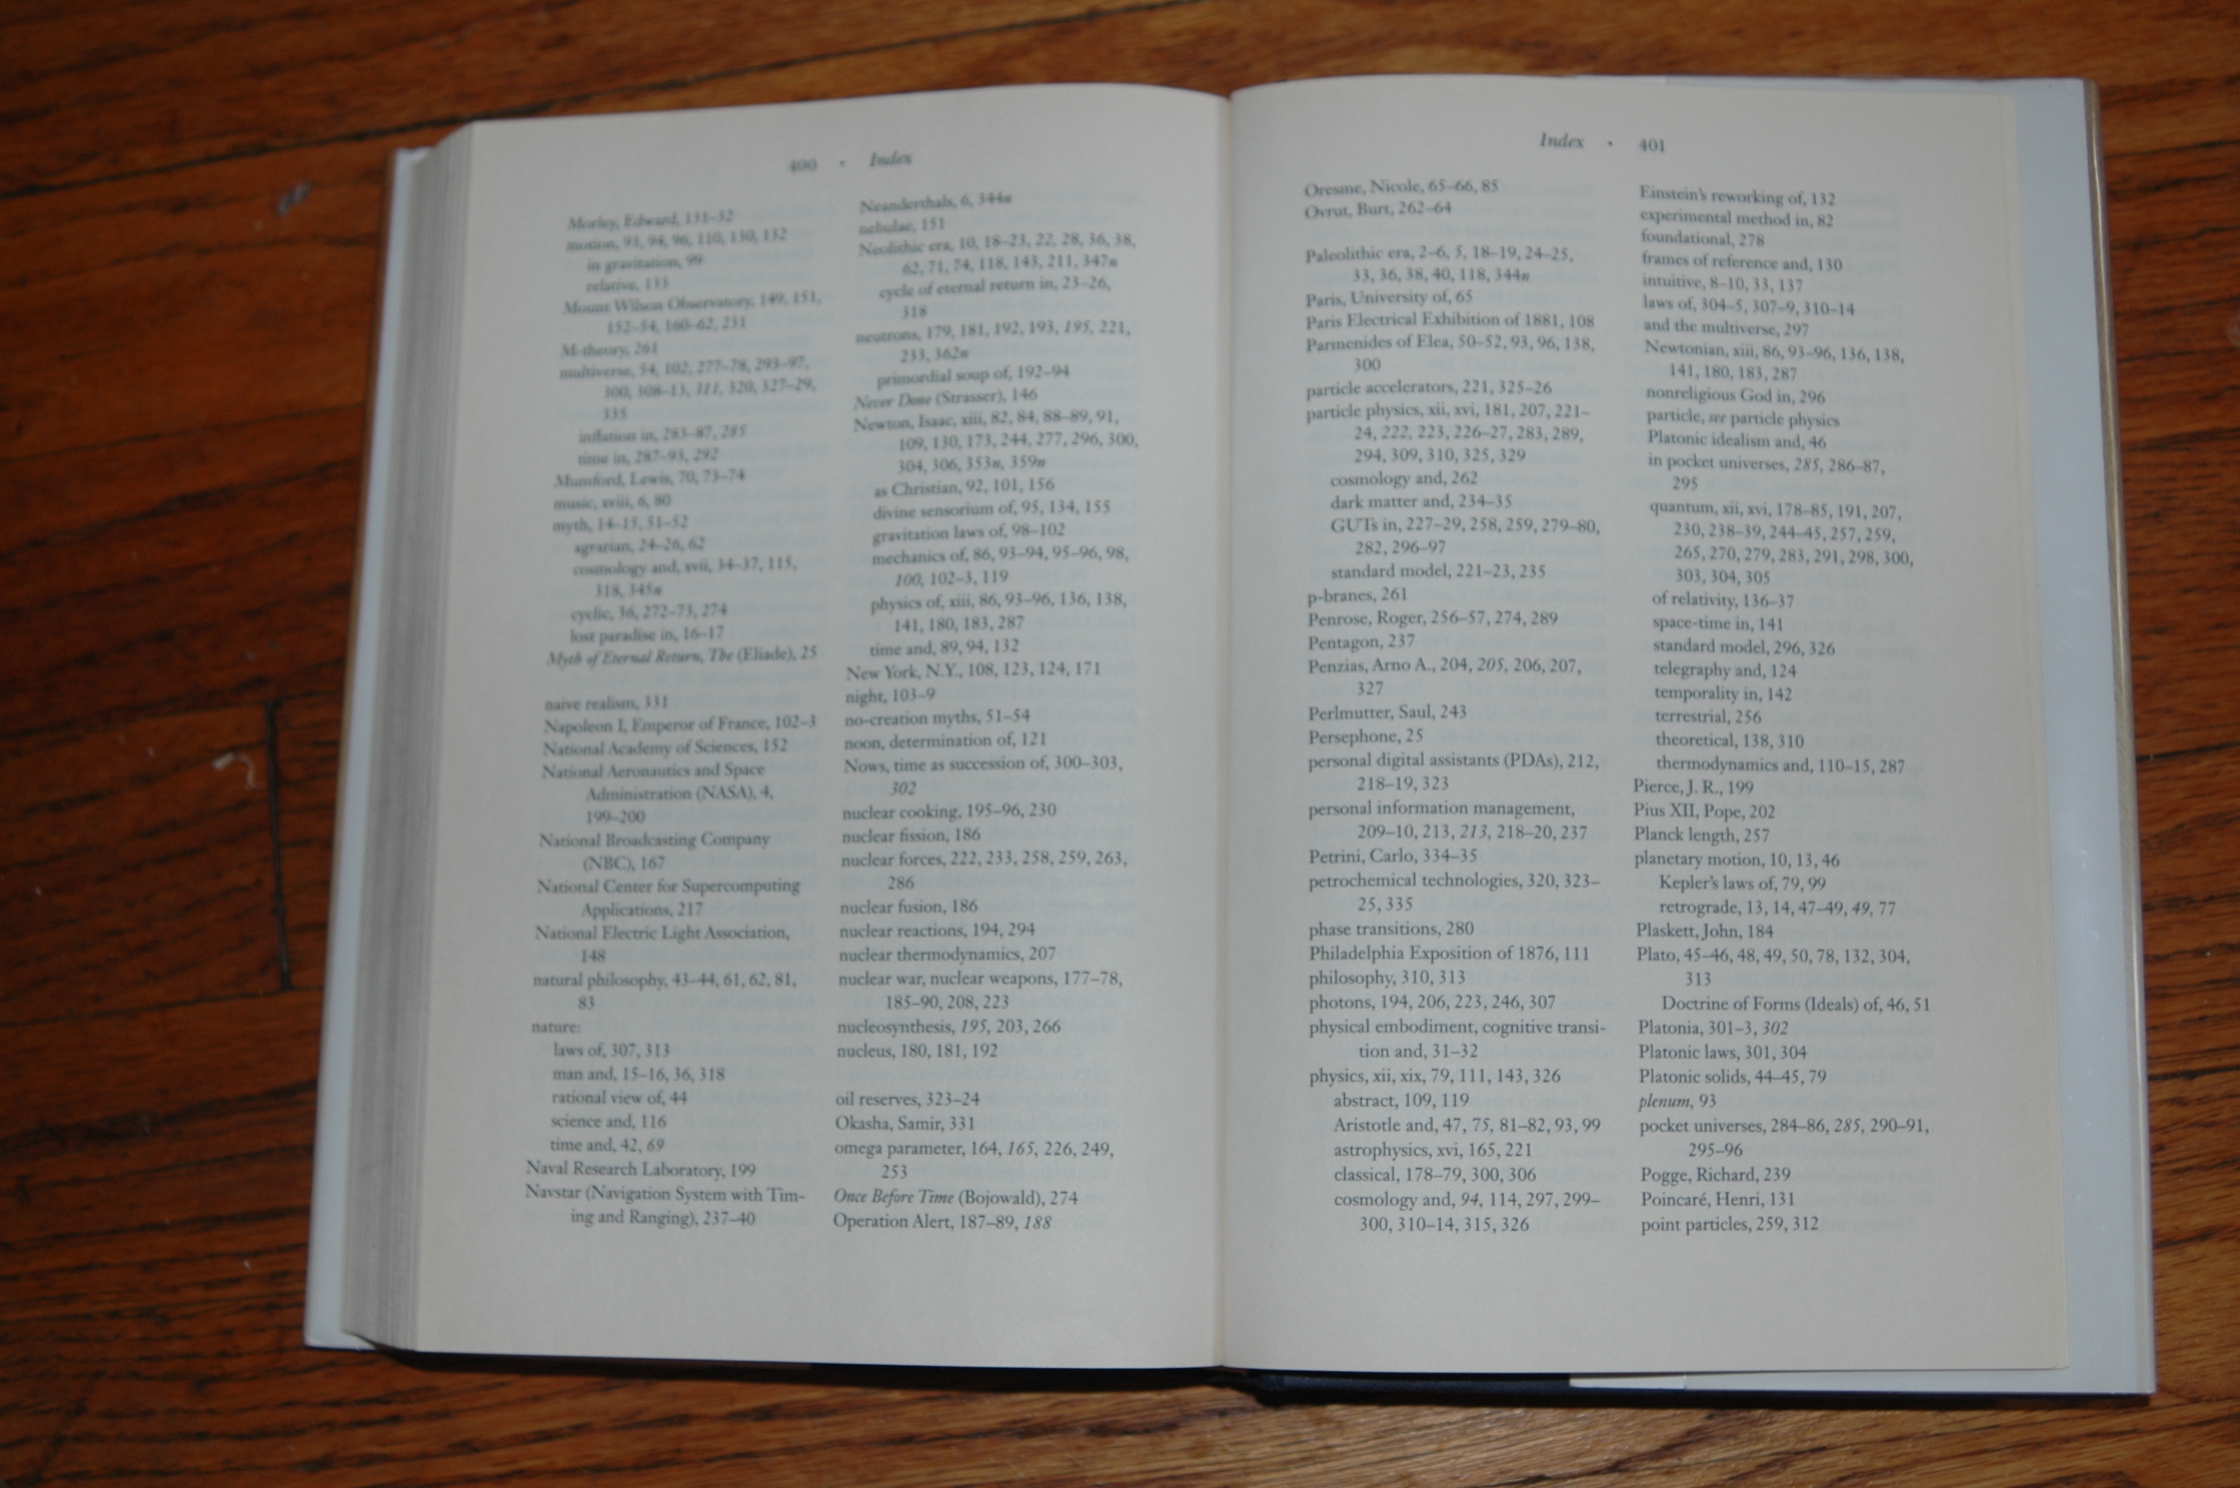 400 • Index
Morley, Edward, 131–32
motion, 93, 94, 96, 110, 130, 132
in gravitation, 99
relative, 133
Mount Wilson Observatory, 149, 151,
152–54, 160–62, 231
M-theory, 261
multiverse, 54, 102, 277–78, 293–97,
300, 308–13, 311, 320, 327–29,
335
inflation in, 283–87, 285
time in, 287–93, 292
Mumford, Lewis, 70, 73–74
music, xviii, 6, 80
myth, 14–15, 51–52
agrarian, 24–26, 62
cosmology and, xvii, 34–37, 115,
318, 345n
cyclic, 36, 272–73, 274
lost paradise in, 16–17
Myth of Eternal Return, The (Eliade), 25
naive realism, 331
Napoleon I, Emperor of France, 102–3
National Academy of Sciences, 152
National Aeronautics and Space
Administration (NASA), 4,
199–200
National Broadcasting Company
(NBC), 167
National Center for Supercomputing
Applications, 217
National Electric Light Association,
148
natural philosophy, 43–44, 61, 62, 81,
83
nature:
laws of, 307, 313
man and, 15–16, 36, 318
rational view of, 44
science and, 116
time and, 42, 69
Naval Research Laboratory, 199
Navstar (Navigation System with Tim-
ing and Ranging), 237–40
Neanderthals, 6, 344n
nebulae, 151
Neolithic era, 10, 18–23, 22, 28, 36, 38,
62, 71, 74, 118, 143, 211, 347n
cycle of eternal return in, 23–26,
318
neutrons, 179, 181, 192, 193, 195, 221,
233, 362n
primordial soup of, 192–94
Never Done (Strasser), 146
Newton, Isaac, xiii, 82, 84, 88–89, 91,
109, 130, 173, 244, 277, 296, 300,
304, 306, 353n, 359n
as Christian, 92, 101, 156
divine sensorium of, 95, 134, 155
gravitation laws of, 98–102
mechanics of, 86, 93–94, 95–96, 98,
100, 102–3, 119
physics of, xiii, 86, 93–96, 136, 138,
141, 180, 183, 287
time and, 89, 94, 132
New York, N.Y., 108, 123, 124, 171
night, 103–9
no-creation myths, 51–54
noon, determination of, 121
Nows, time as succession of, 300–303,
302
nuclear cooking, 195–96, 230
nuclear fission, 186
nuclear forces, 222, 233, 258, 259, 263,
286
nuclear fusion, 186
nuclear reactions, 194, 294
nuclear thermodynamics, 207
nuclear war, nuclear weapons, 177–78,
185–90, 208, 223
nucleosynthesis, 195, 203, 266
nucleus, 180, 181, 192
oil reserves, 323–24
Okasha, Samir, 331
omega parameter, 164, 165, 226, 249,
253
Once Before Time (Bojowald), 274
Operation Alert, 187–89, 188
Index • 401
Oresme, Nicole, 65–66, 85
Ovrut, Burt, 262–64
Paleolithic era, 2–6, 5, 18–19, 24–25,
33, 36, 38, 40, 118, 344n
Paris, University of, 65
Paris Electrical Exhibition of 1881, 108
Parmenides of Elea, 50–52, 93, 96, 138,
300
particle accelerators, 221, 325–26
particle physics, xii, xvi, 181, 207, 221–
24, 222, 223, 226–27, 283, 289,
294, 309, 310, 325, 329
cosmology and, 262
dark matter and, 234–35
GUTs in, 227–29, 258, 259, 279–80,
282, 296–97
standard model, 221–23, 235
p-branes, 261
Penrose, Roger, 256–57, 274, 289
Pentagon, 237
Penzias, Arno A., 204, 205, 206, 207,
327
Perlmutter, Saul, 243
Persephone, 25
personal digital assistants (PDAs), 212,
218–19, 323
personal information management,
209–10, 213, 213, 218–20, 237
Petrini, Carlo, 334–35
petrochemical technologies, 320, 323–
25, 335
phase transitions, 280
Philadelphia Exposition of 1876, 111
philosophy, 310, 313
photons, 194, 206, 223, 246, 307
physical embodiment, cognitive transi-
tion and, 31–32
physics, xii, xix, 79, 111, 143, 326
abstract, 109, 119
Aristotle and, 47, 75, 81–82, 93, 99
astrophysics, xvi, 165, 221
classical, 178–79, 300, 306
cosmology and, 94, 114, 297, 299–
300, 310–14, 315, 326
Einstein's reworking of, 132
experimental method in, 82
foundational, 278
frames of reference and, 130
intuitive, 8–10, 33, 137
laws of, 304–5, 307–9, 310–14
and the multiverse, 297
Newtonian, xiii, 86, 93–96, 136, 138,
141, 180, 183, 287
nonreligious God in, 296
particle, see particle physics
Platonic idealism and, 46
in pocket universes, 285, 286–87,
295
quantum, xii, xvi, 178–85, 191, 207,
230, 238–39, 244–45, 257, 259,
265, 270, 279, 283, 291, 298, 300,
303, 304, 305
of relativity, 136–37
space-time in, 141
standard model, 296, 326
telegraphy and, 124
temporality in, 142
terrestrial, 256
theoretical, 138, 310
thermodynamics and, 110–15, 287
Pierce, J. R., 199
Pius XII, Pope, 202
Planck length, 257
planetary motion, 10, 13, 46
Kepler's laws of, 79, 99
retrograde, 13, 14, 47–49, 49, 77
Plaskett, John, 184
Plato, 45–46, 48, 49, 50, 78, 132, 304,
313
Doctrine of Forms (Ideals) of, 46, 51
Platonia, 301–3, 302
Platonic laws, 301, 304
Platonic solids, 44–45, 79
plenum, 93
pocket universes, 284–86, 285, 290–91,
295–96
Pogge, Richard, 239
Poincaré, Henri, 131
point particles, 259, 312